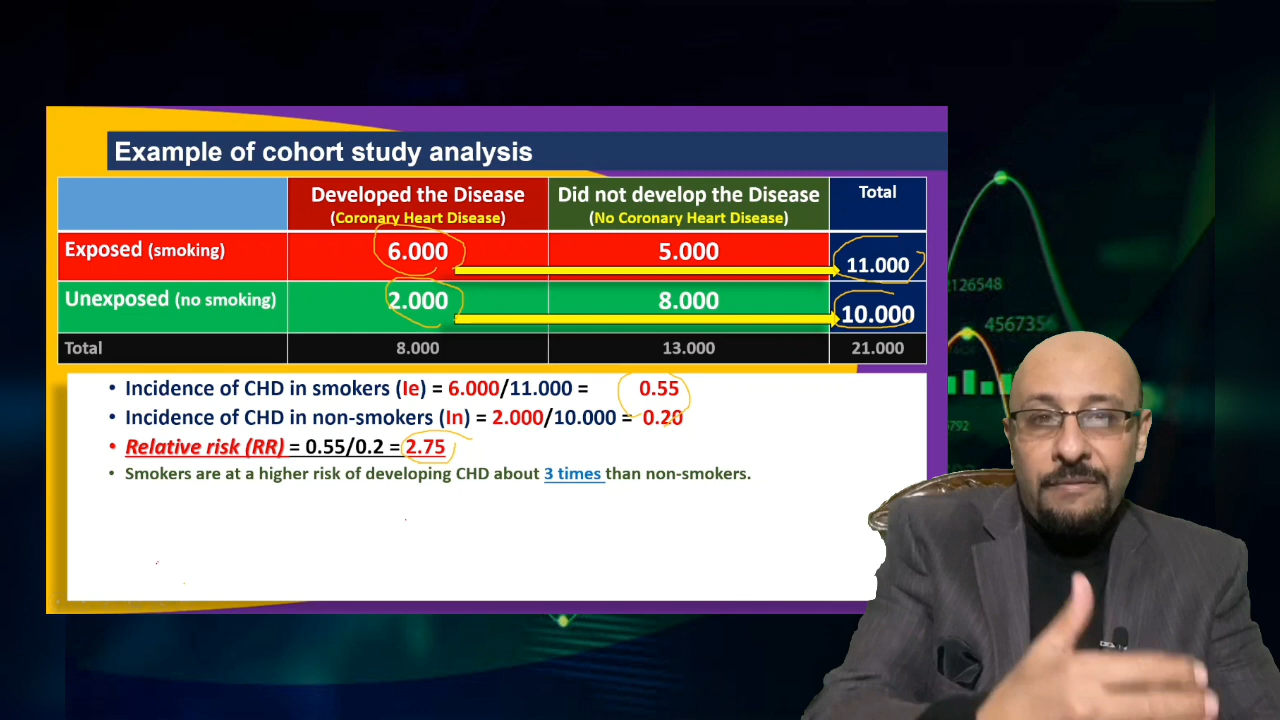 Example of cohort study analysis
Developed the Disease
(Coronary Heart Disease)
Did not develop the Disease
(No Coronary Heart Disease)
Total
Exposed (smoking)
6.000
5.000
11.000
Unexposed (no smoking)
2.000
8.000
10.000
Total
8.000
13.000
21.000
• Incidence of CHD in smokers (Ie) = 6.000/11.000 = 0.55
• Incidence of CHD in non-smokers (In) = 2.000/10.000 = 0.20
• Relative risk (RR) = 0.55/0.2 = 2.75
• Smokers are at a higher risk of developing CHD about 3 times than non-smokers.
2126548
456735
5792